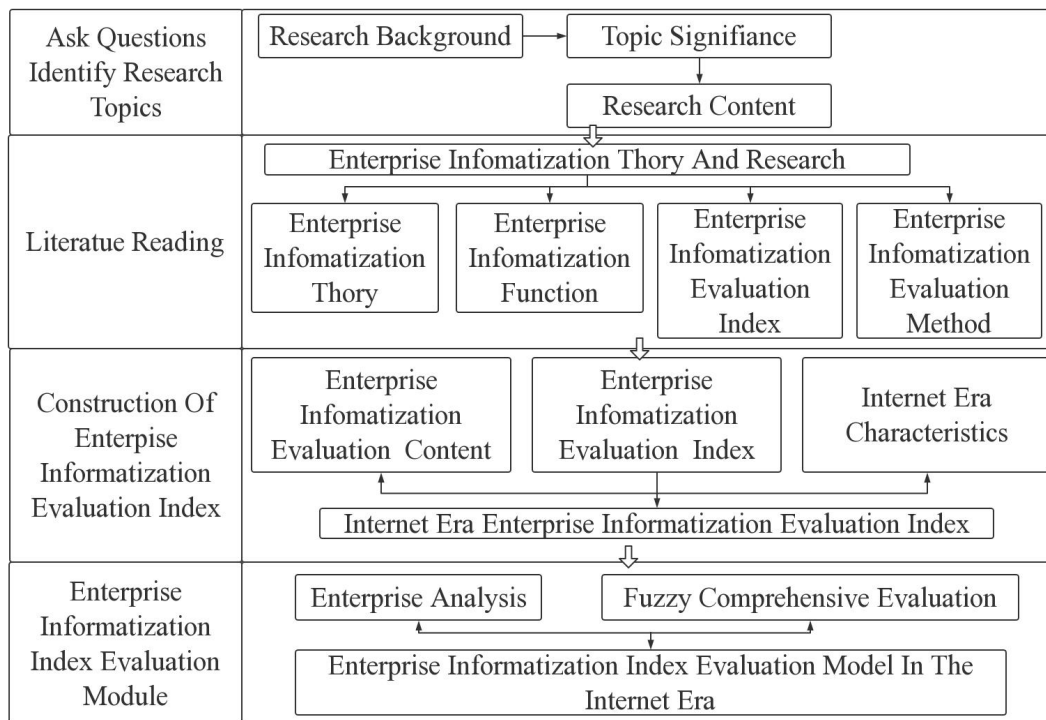 Ask Questions
Identify Research
Topics
Research Background
Topic Signifiance
Research Content
Literatue Reading
Enterprise Infomatization Thory And Research
Enterprise
Infomatization
Thory
Enterprise
Infomatization
Function
Enterprise
Infomatization
Evaluation
Index
Enterprise
Infomatization
Evaluation
Method
Construction Of
Enterpise
Informatization
Evaluation Index
Enterprise
Infomatization
Evaluation Content
Enterprise
Infomatization
Evaluation Index
Internet Era
Characteristics
Internet Era Enterprise Informatization Evaluation Index
Enterprise
Informatization
Index Evaluation
Module
Enterprise Analysis
Fuzzy Comprehensive Evaluation
Enterprise Informatization Index Evaluation Model In The
Internet Era